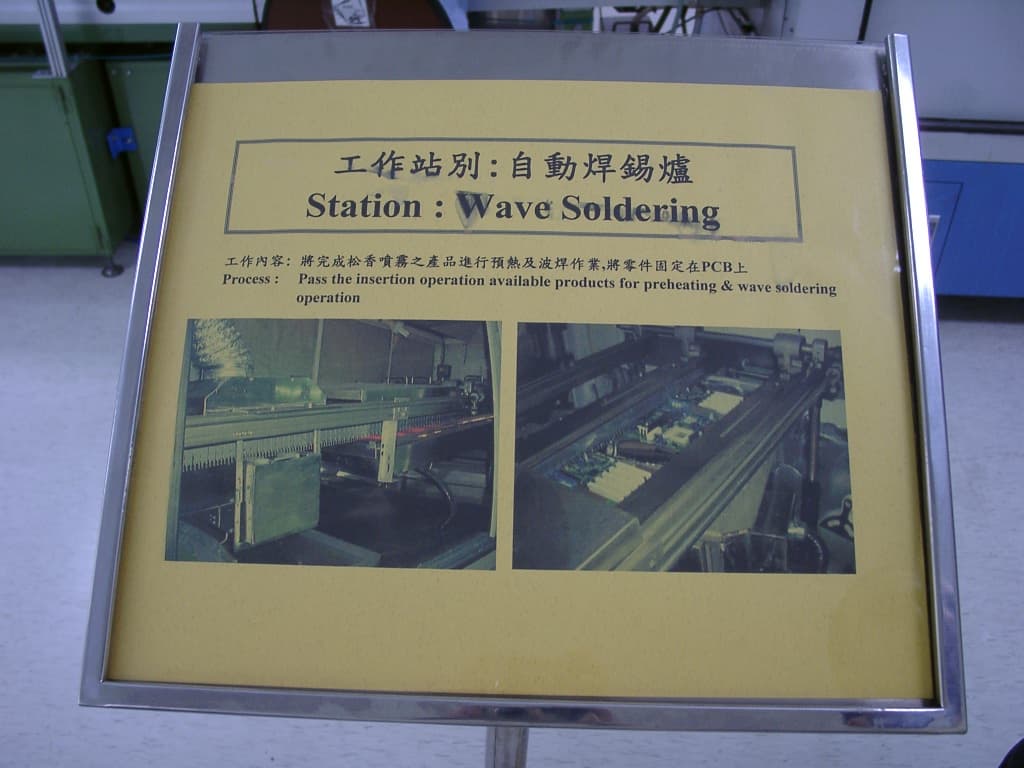 工作站別:自動焊錫爐
Station : Wave Soldering
工作內容: 將完成松香噴霧之產品進行預熱及波焊作業,將零件固定在PCB上
Process : Pass the insertion operation available products for preheating & wave soldering
operation